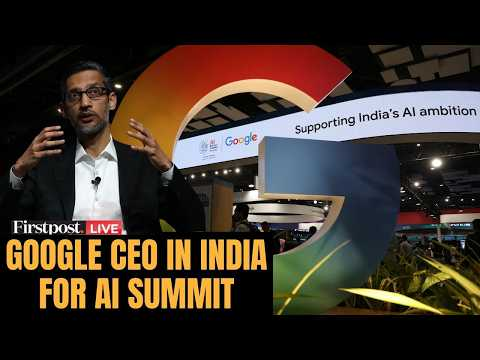 Google
Supporting India's AI ambition
Firstpost LIVE
GOOGLE CEO IN INDIA
FOR AI SUMMIT